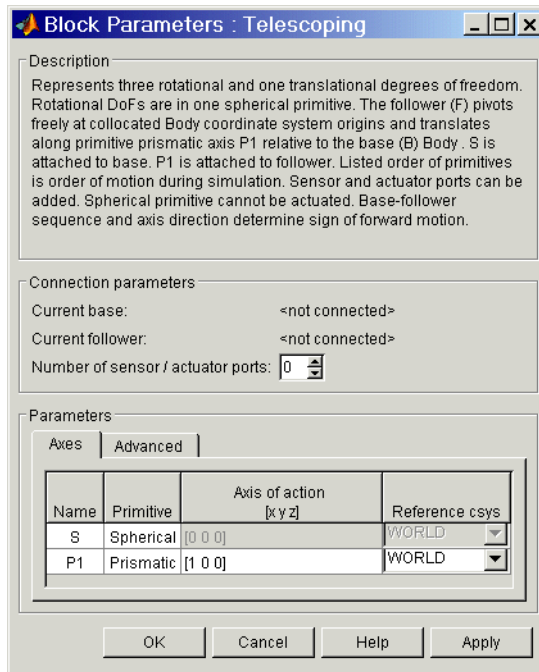 Block Parameters : Telescoping
Description
Represents three rotational and one translational degrees of freedom.
Rotational DoFs are in one spherical primitive. The follower (F) pivots
freely at collocated Body coordinate system origins and translates
along primitive prismatic axis P1 relative to the base (B) Body . S is
attached to base. P1 is attached to follower. Listed order of primitives
is order of motion during simulation. Sensor and actuator ports can be
added. Spherical primitive cannot be actuated. Base-follower
sequence and axis direction determine sign of forward motion.
Connection parameters
Current base: <not connected>
Current follower: <not connected>
Number of sensor / actuator ports: 0
Parameters
Axes Advanced
Name Primitive Axis of action [x y z] Reference csys
S Spherical [0 0 0] WORLD
P1 Prismatic [1 0 0] WORLD
OK Cancel Help Apply